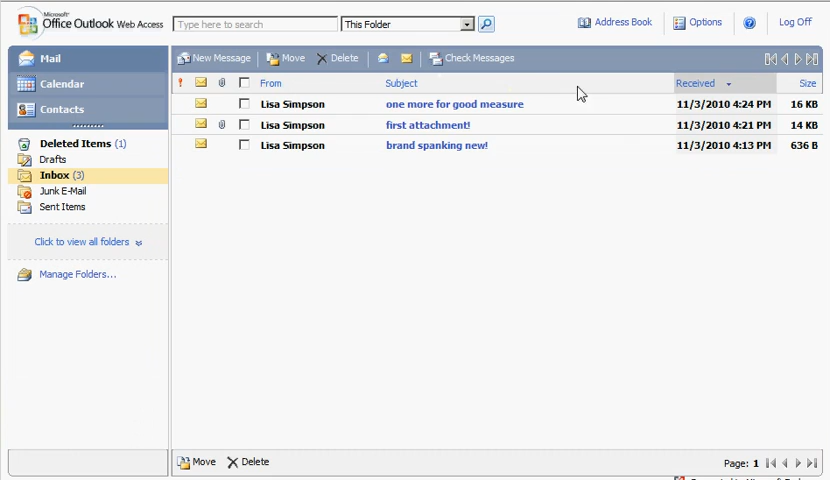 Microsoft
Office Outlook Web Access
Type here to search
This Folder
Address Book
Options
Log Off
Mail
New Message
Move
Delete
Check Messages
Calendar
From
Subject
Received
Size
Contacts
Lisa Simpson one more for good measure 11/3/2010 4:24 PM 16 KB
Lisa Simpson first attachment! 11/3/2010 4:21 PM 14 KB
Lisa Simpson brand spanking new! 11/3/2010 4:13 PM 636 B
Deleted Items (1)
Drafts
Inbox (3)
Junk E-Mail
Sent Items
Click to view all folders
Manage Folders...
Move
Delete
Page: 1